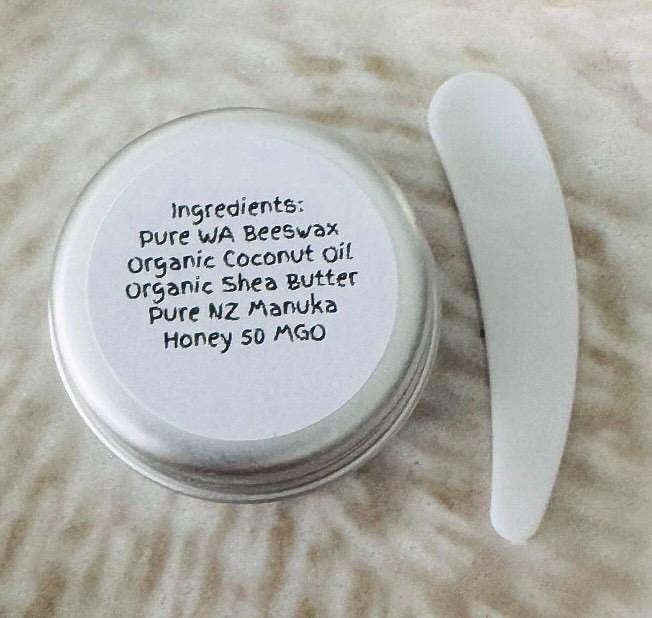 Ingredients:
Pure WA Beeswax
Organic Coconut Oil
Organic Shea Butter
Pure NZ Manuka
Honey 50 MGO